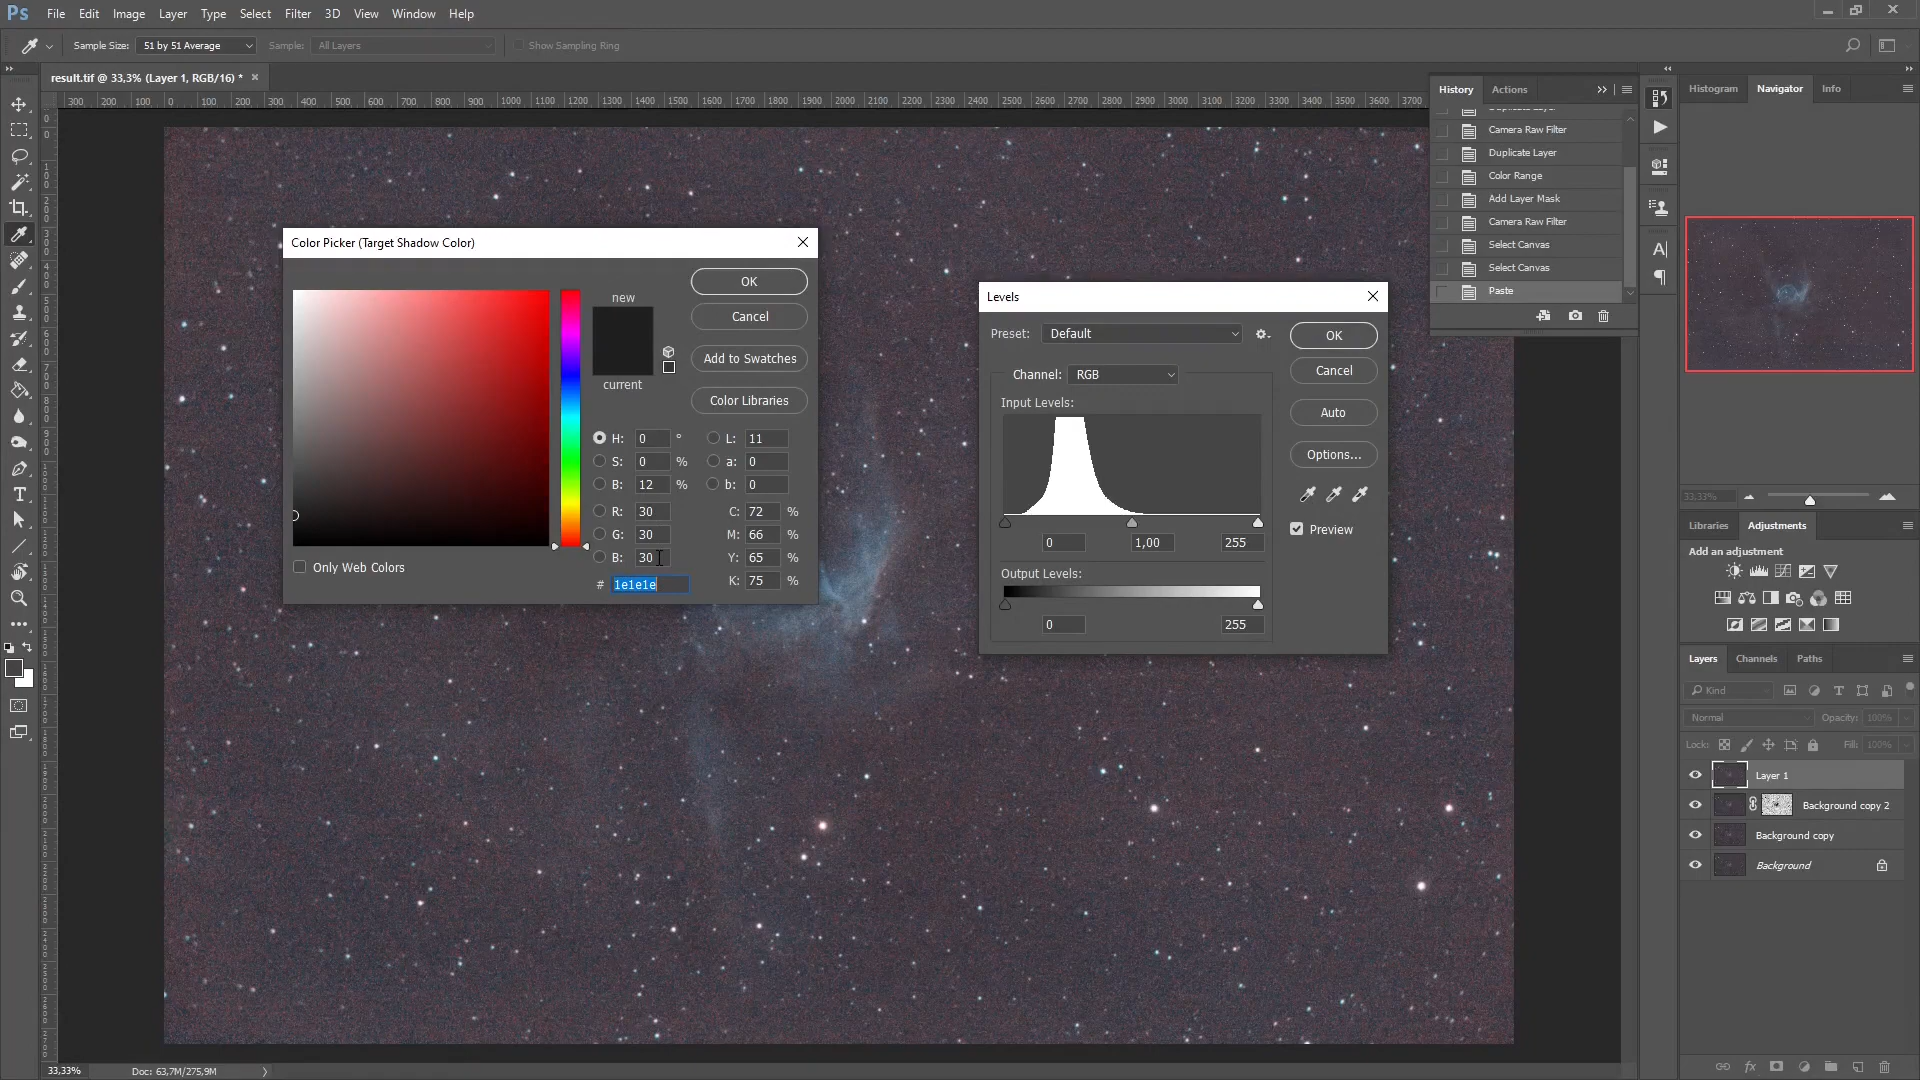 Ps File Edit Image Layer Type Select Filter 3D View Window Help
Sample Size: 51 by 51 Average Sample: All Layers Show Sampling Ring
result.tif @ 33,3% (Layer 1, RGB/16) * ×
300 200 100 0 100 200 300 400 500 600 700 800 900 1000 1100 1200 1300 1400 1500 1600 1700 1800 1900 2000 2100 2200 2300 2400 2500 2600 2700 2800 2900 3000 3100 3200 3300 3400 3500 3600 3700
Color Picker (Target Shadow Color)
new
current
OK
Cancel
Add to Swatches
Color Libraries
H: 0 °
S: 0 %
B: 12 %
R: 30
G: 30
B: 30
# 1e1e1e
L: 11
a: 0
b: 0
C: 72 %
M: 66 %
Y: 65 %
K: 75 %
Only Web Colors
Levels
Preset: Default
Channel: RGB
Input Levels:
0 1,00 255
Output Levels:
0 255
OK
Cancel
Auto
Options...
Preview
History Actions
Duplicate Layer
Camera Raw Filter
Duplicate Layer
Color Range
Add Layer Mask
Camera Raw Filter
Select Canvas
Select Canvas
Paste
Histogram Navigator Info
33,33%
Libraries Adjustments
Add an adjustment
Layers Channels Paths
Kind
Normal Opacity: 100%
Lock: Fill: 100%
Layer 1
Background copy 2
Background copy
Background
33,33% Doc: 63,7M/275,9M